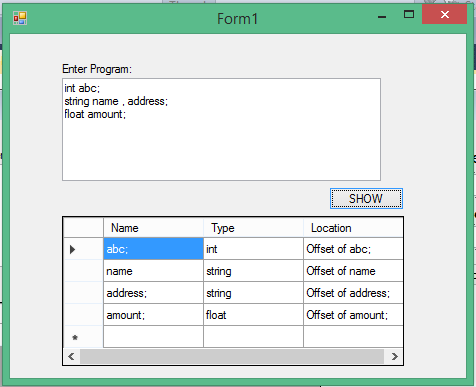 Form1
Enter Program:
int abc;
string name , address;
float amount;
SHOW
Name Type Location
abc; int Offset of abc;
name string Offset of name
address; string Offset of address;
amount; float Offset of amount;